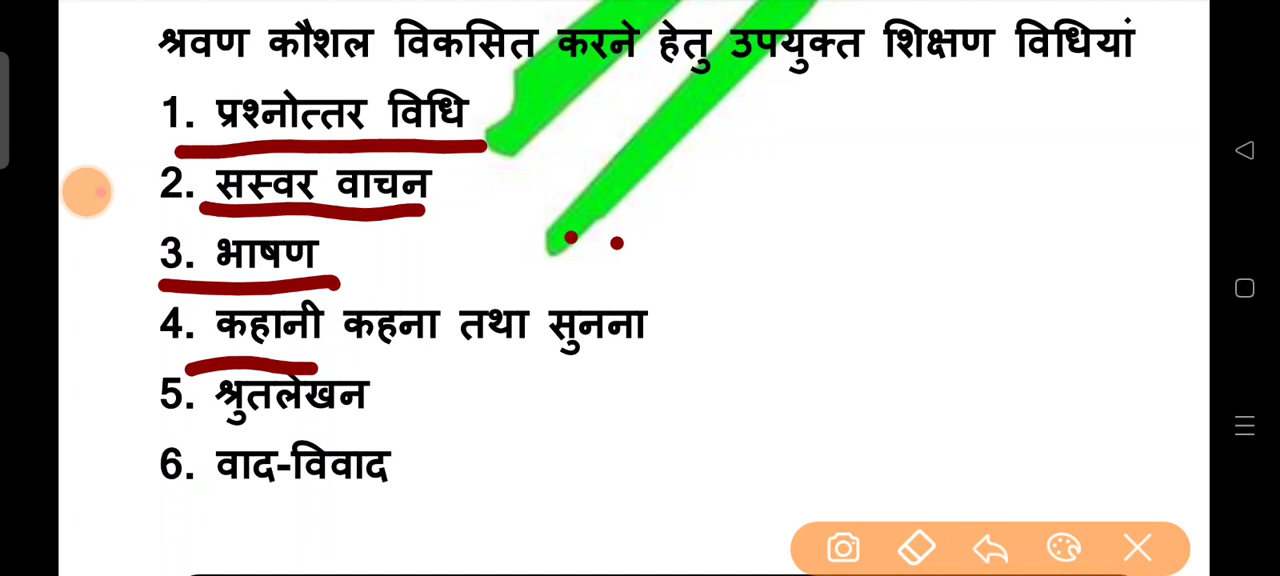 श्रवण कौशल विकसित करने हेतु उपयुक्त शिक्षण विधियां
1. प्रश्नोत्तर विधि
2. सस्वर वाचन
3. भाषण
4. कहानी कहना तथा सुनना
5. श्रुतलेखन
6. वाद-विवाद